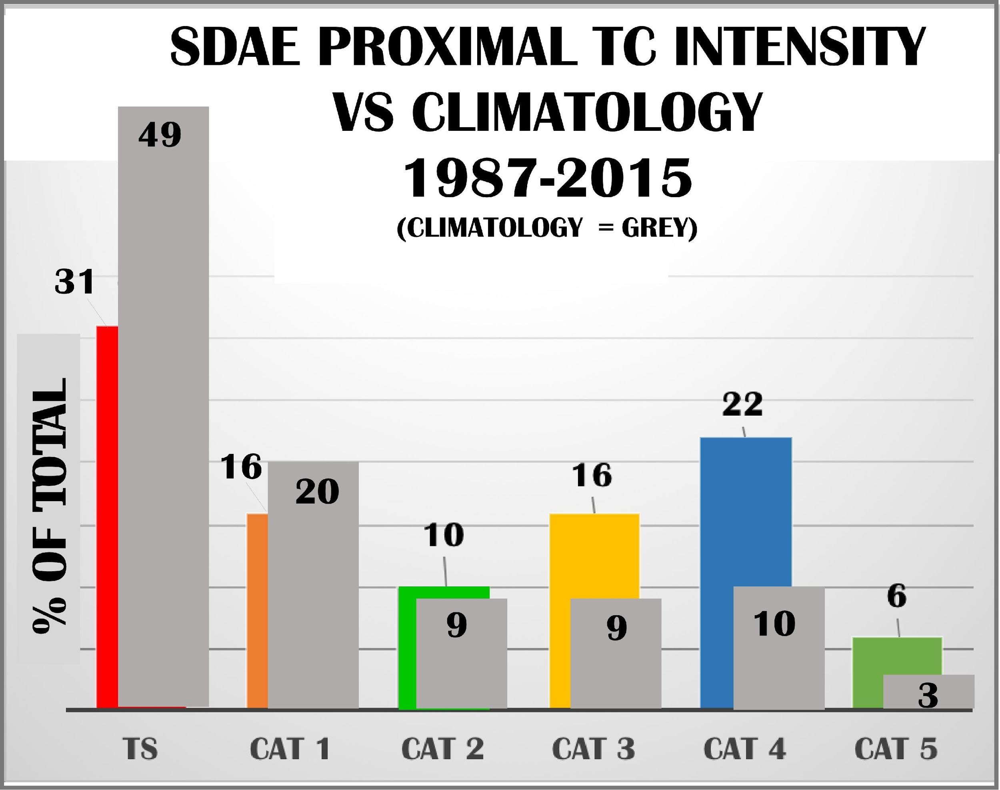 SDAE PROXIMAL TC INTENSITY
VS CLIMATOLOGY
1987-2015
(CLIMATOLOGY = GREY)
% OF TOTAL
31
49
16
20
10
9
16
9
22
10
6
3
TS
CAT 1
CAT 2
CAT 3
CAT 4
CAT 5